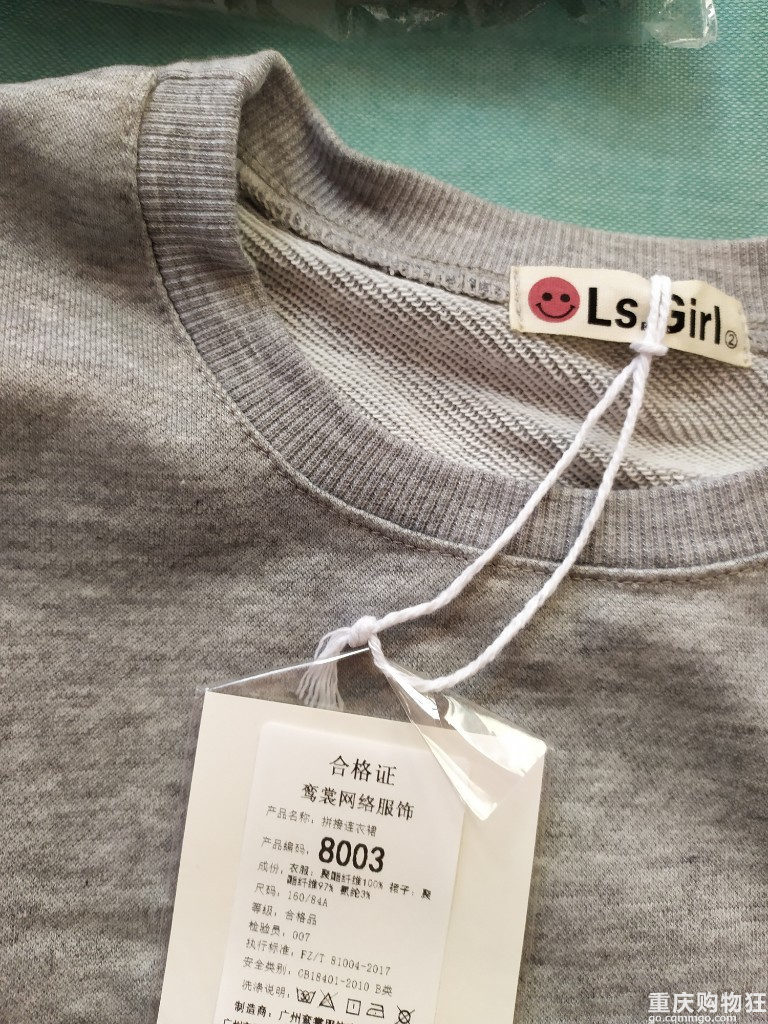 Ls. Girl②
合格证
鸾裳网络服饰
产品名称：拼接连衣裙
产品编码：8003
成份：衣服：聚酯纤维100% 裙子：聚
酯纤维97% 氨纶3%
尺码：160/84A
等级：合格品
检验员：007
执行标准：FZ/T 81004-2017
安全类别：GB18401-2010 B类
洗涤说明：
制造商：广州鸾裳服
重庆购物狂
go.cqmmgo.com